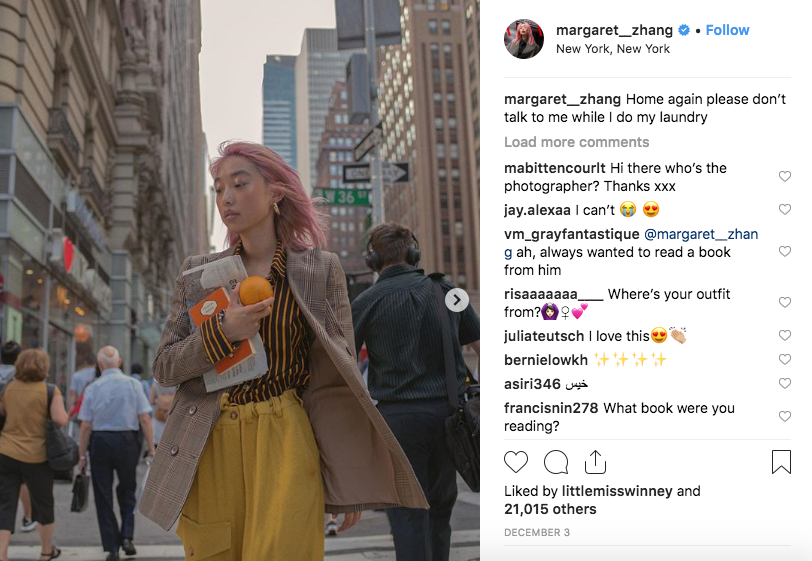 W 36 ST
margaret__zhang • Follow
New York, New York
margaret__zhang Home again please don't
talk to me while I do my laundry
Load more comments
mabittencourlt Hi there who's the
photographer? Thanks xxx
jay.alexaa I can't 😭 😍
vm_grayfantastique @margaret__zhan
g ah, always wanted to read a book
from him
risaaaaaaa___ Where's your outfit
from?🙆🏻♀️💕
juliateutsch I love this😍👏🏼
bernielowkh ✨✨✨✨
asiri346 خيس
francisnin278 What book were you
reading?
Liked by littlemisswinney and
21,015 others
DECEMBER 3